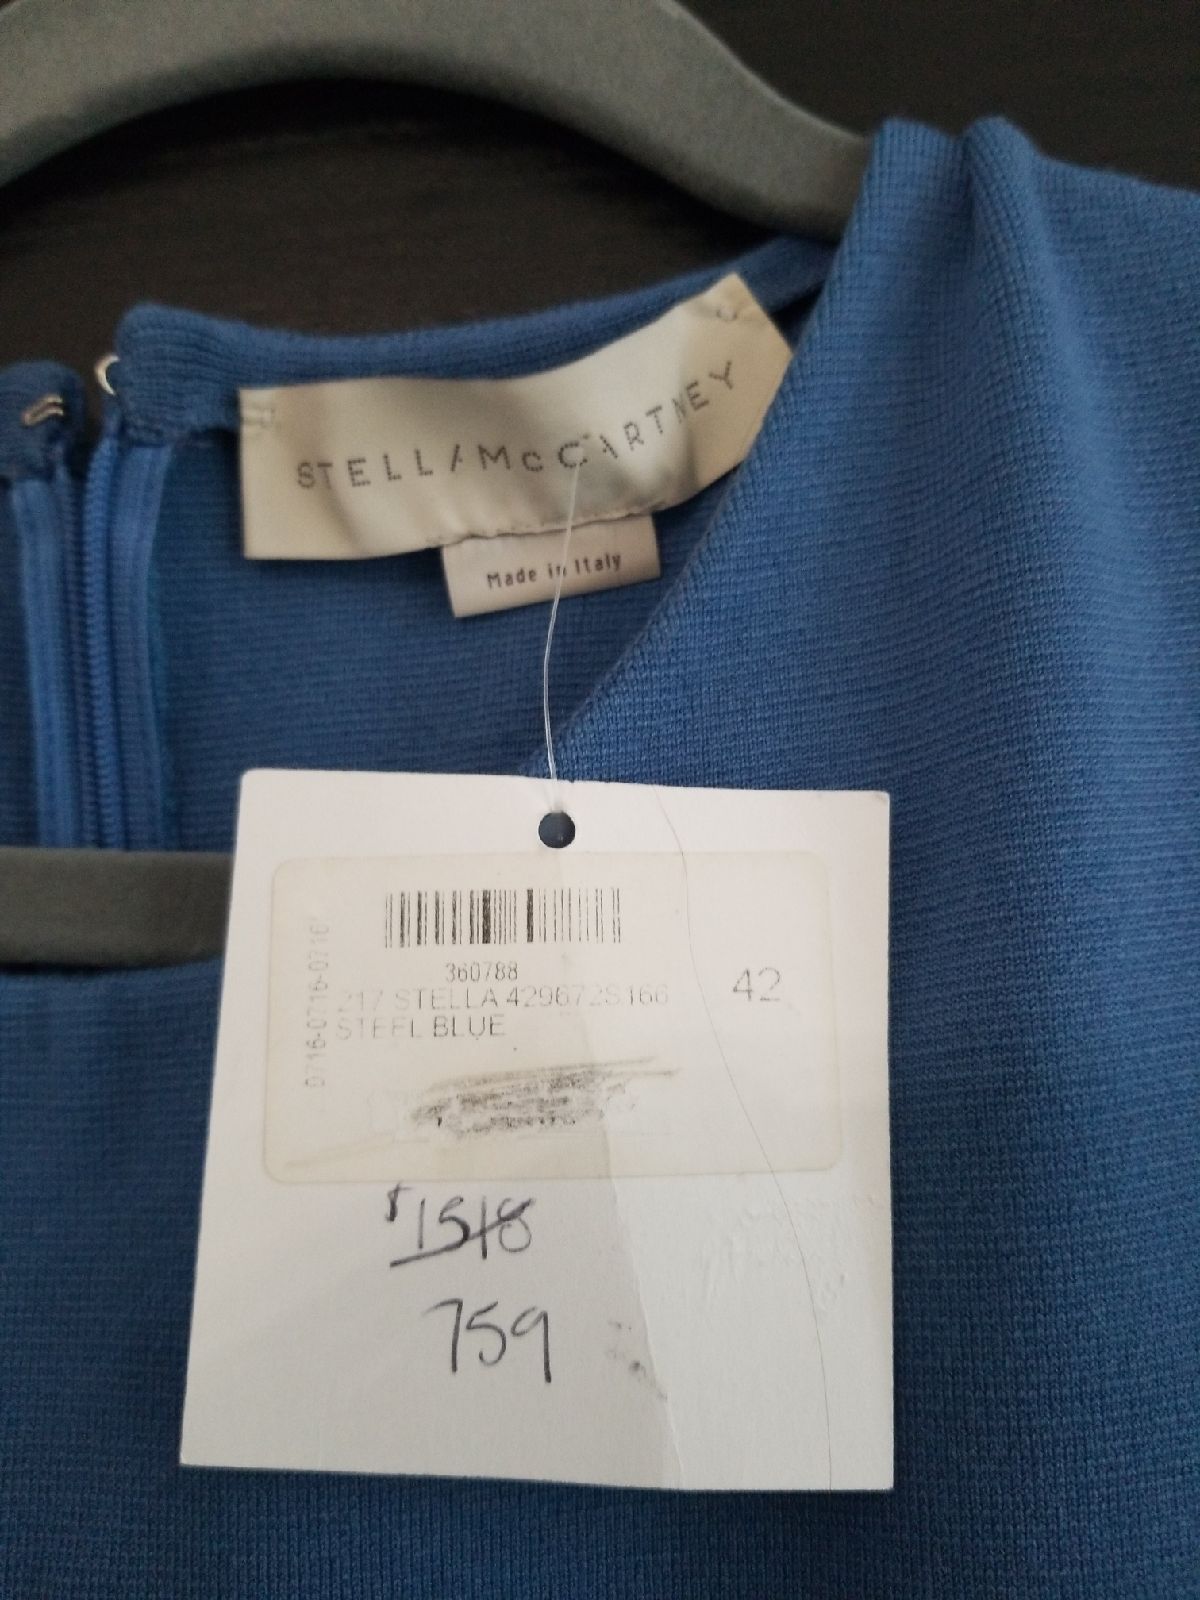 STELLA McCARTNEY
Made in Italy
360788
217 STELLA 429672S166
STEEL BLUE
42
0716-0716-0716
$1518
759